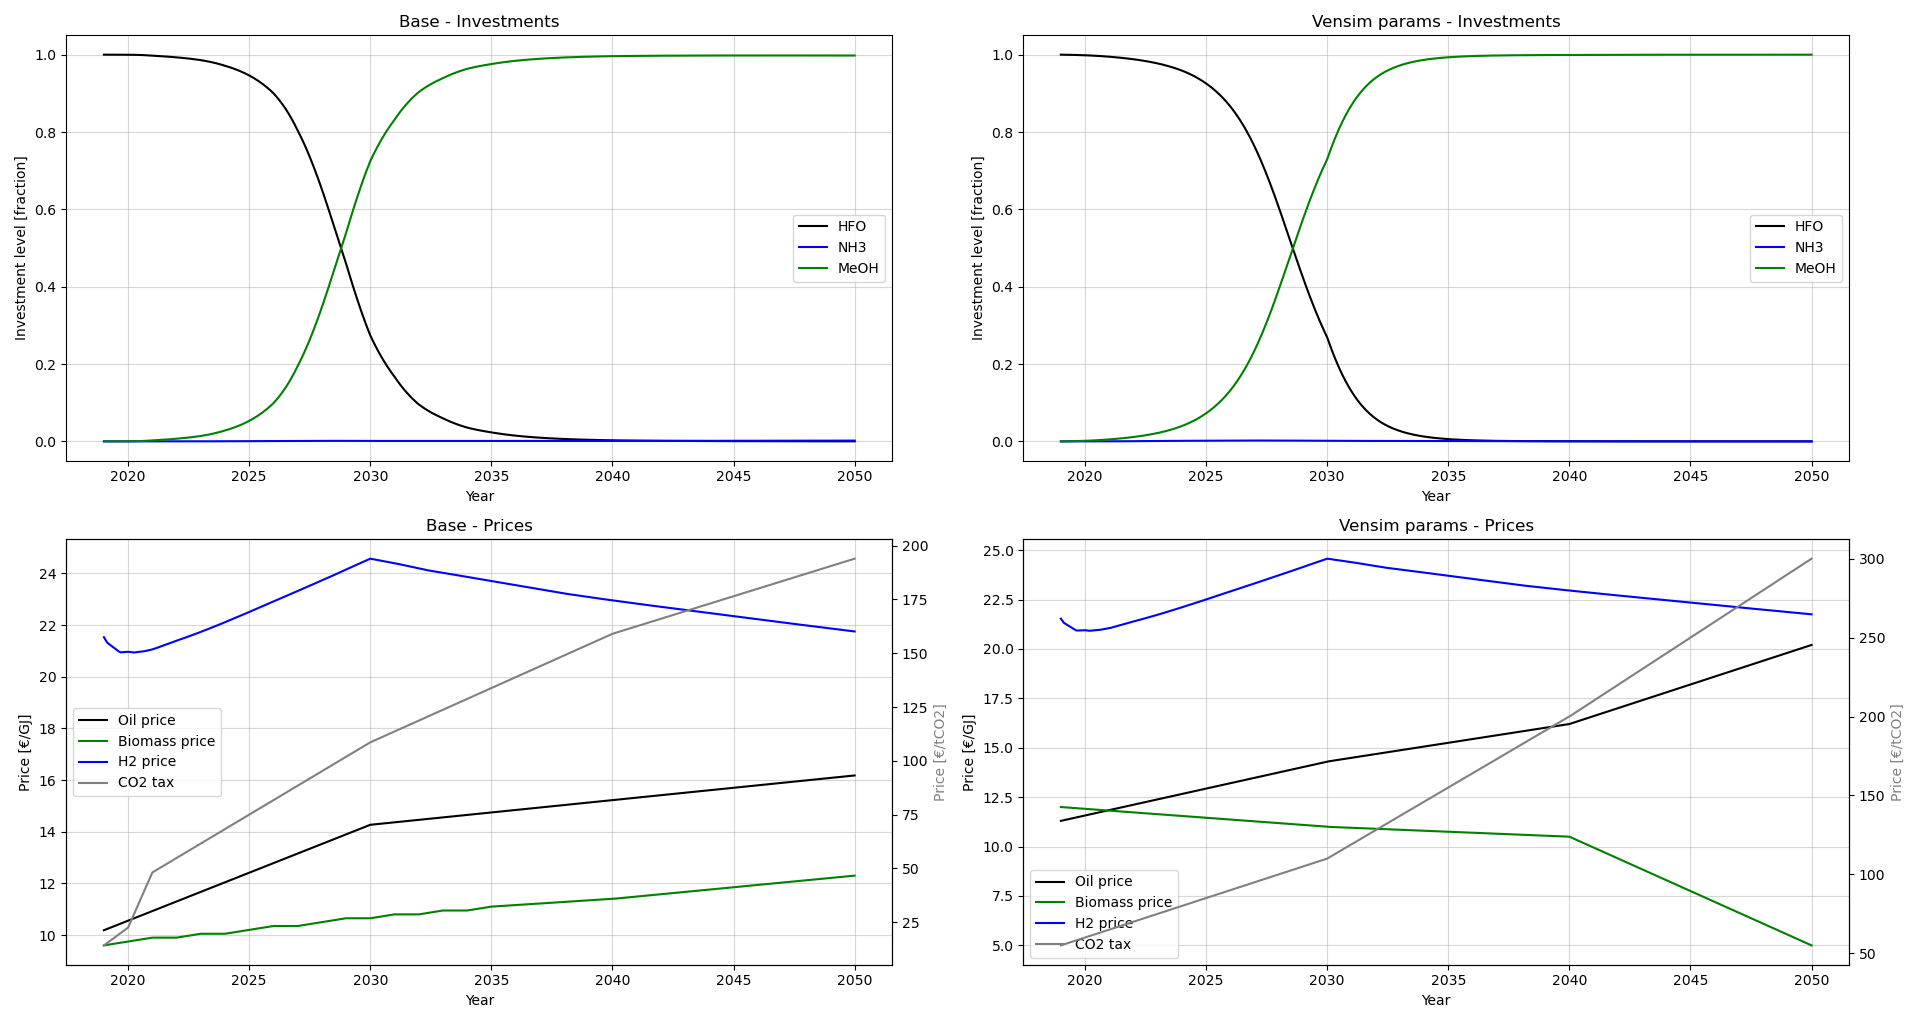 Base - Investments
Investment level [fraction]
1.0
0.8
0.6
0.4
0.2
0.0
HFO
NH3
MeOH
2020 2025 2030 2035 2040 2045 2050
Year
Vensim params - Investments
Investment level [fraction]
1.0
0.8
0.6
0.4
0.2
0.0
HFO
NH3
MeOH
2020 2025 2030 2035 2040 2045 2050
Year
Base - Prices
Price [€/GJ]
24
22
20
18
16
14
12
10
Oil price
Biomass price
H2 price
CO2 tax
200
175
150
125
100
75
50
25
Price [€/tCO2]
2020 2025 2030 2035 2040 2045 2050
Year
Vensim params - Prices
Price [€/GJ]
25.0
22.5
20.0
17.5
15.0
12.5
10.0
7.5
5.0
Oil price
Biomass price
H2 price
CO2 tax
300
250
200
150
100
50
Price [€/tCO2]
2020 2025 2030 2035 2040 2045 2050
Year